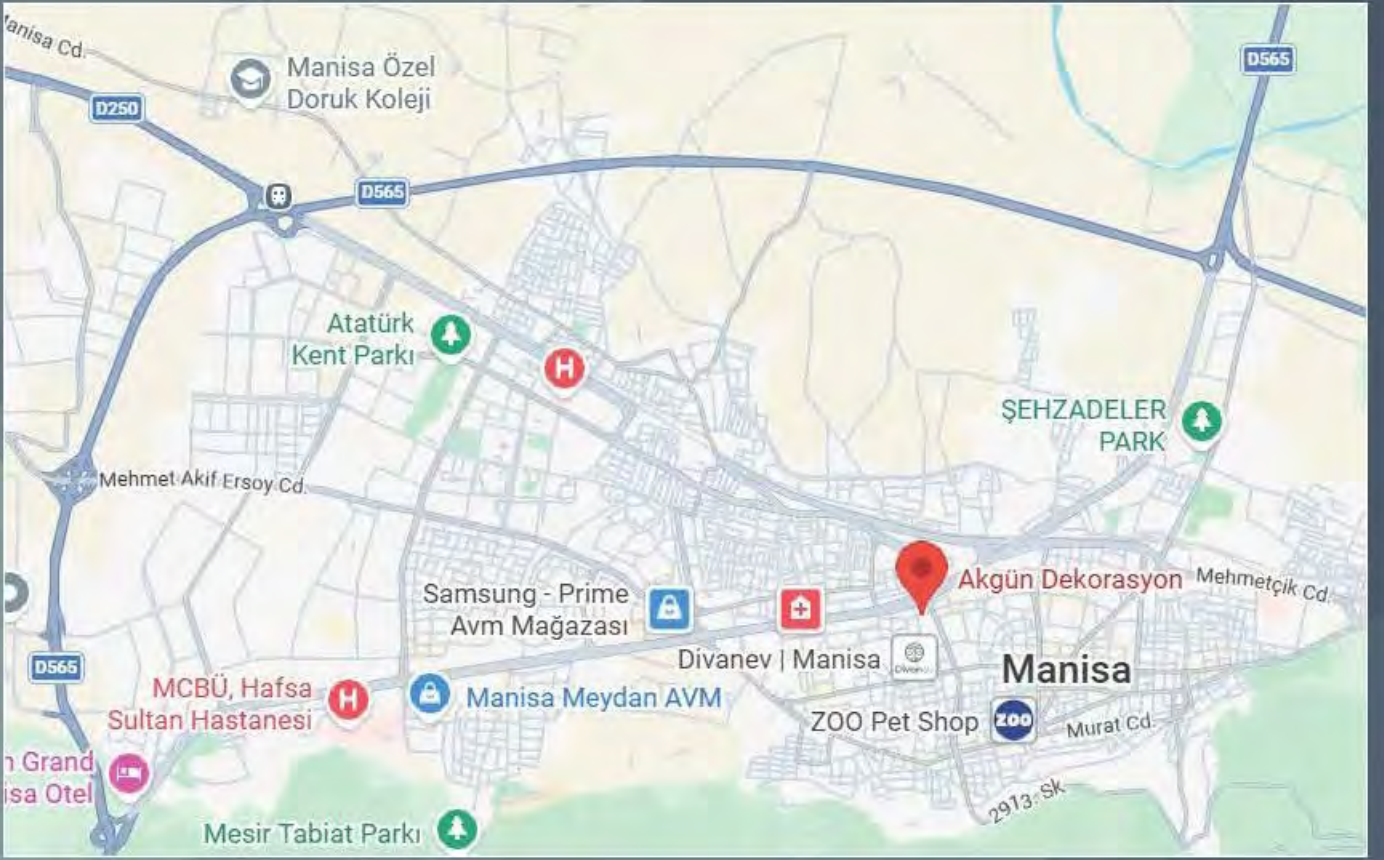 Manisa Cd.
D565
Manisa Özel
Doruk Koleji
D250
D565
Atatürk
Kent Parkı
H
ŞEHZADELER
PARK
Mehmet Akif Ersoy Cd.
Akgün Dekorasyon
Mehmetçik Cd.
Samsung - Prime
Avm Mağazası
Divanev | Manisa
Manisa
D565
MCBÜ, Hafsa
Sultan Hastanesi
H
Manisa Meydan AVM
ZOO Pet Shop
ZOO
Murat Cd.
Grand
isa Otel
2913. Sk
Mesir Tabiat Parkı